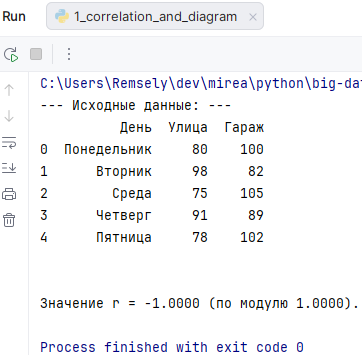 Run 1_correlation_and_diagram
C:\Users\Remsely\dev\mirea\python\big-da
--- Исходные данные: ---
День Улица Гараж
0 Понедельник 80 100
1 Вторник 98 82
2 Среда 75 105
3 Четверг 91 89
4 Пятница 78 102
Значение r = -1.0000 (по модулю 1.0000).
Process finished with exit code 0